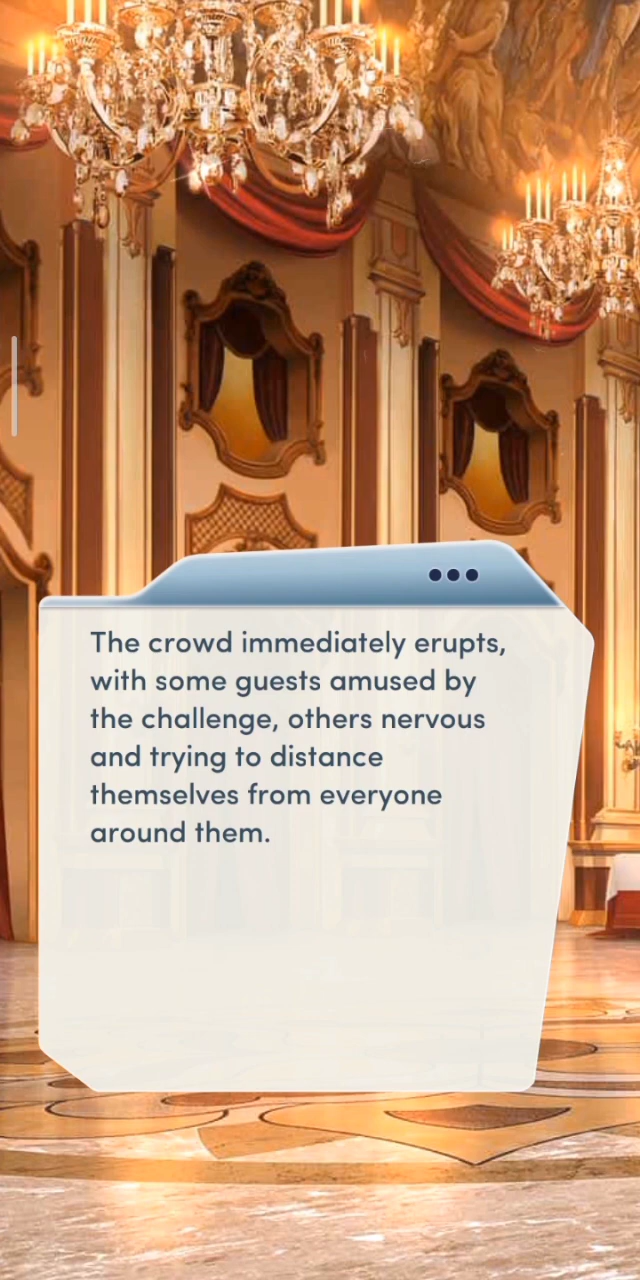 The crowd immediately erupts,
with some guests amused by
the challenge, others nervous
and trying to distance
themselves from everyone
around them.